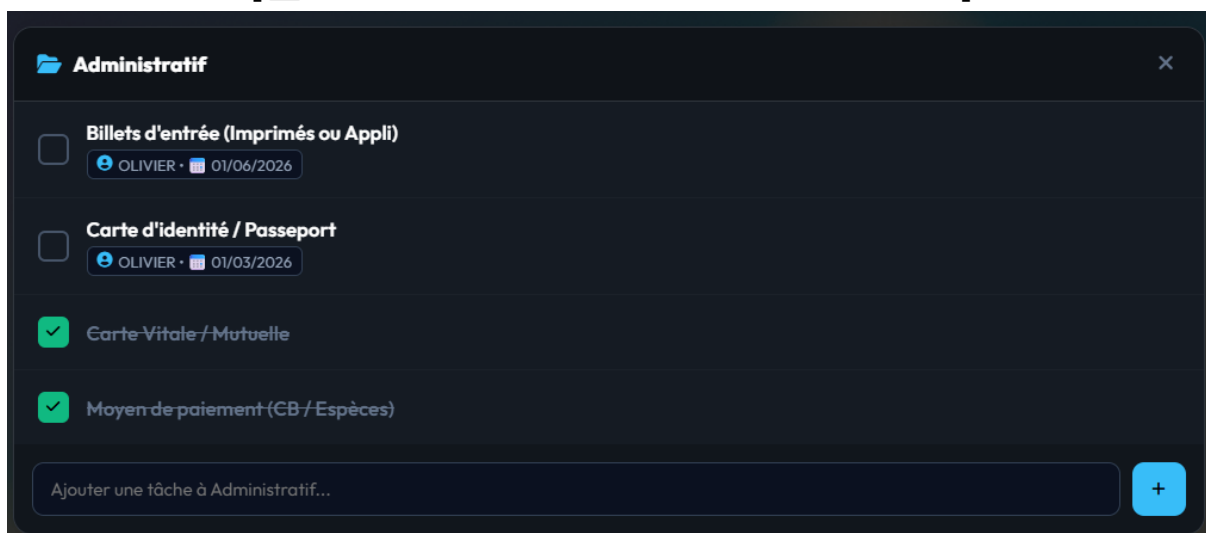 Administratif
Billets d'entrée (Imprimés ou Appli)
OLIVIER • 01/06/2026
Carte d'identité / Passeport
OLIVIER • 01/03/2026
Carte Vitale / Mutuelle
Moyen de paiement (CB / Espèces)
Ajouter une tâche à Administratif...
+